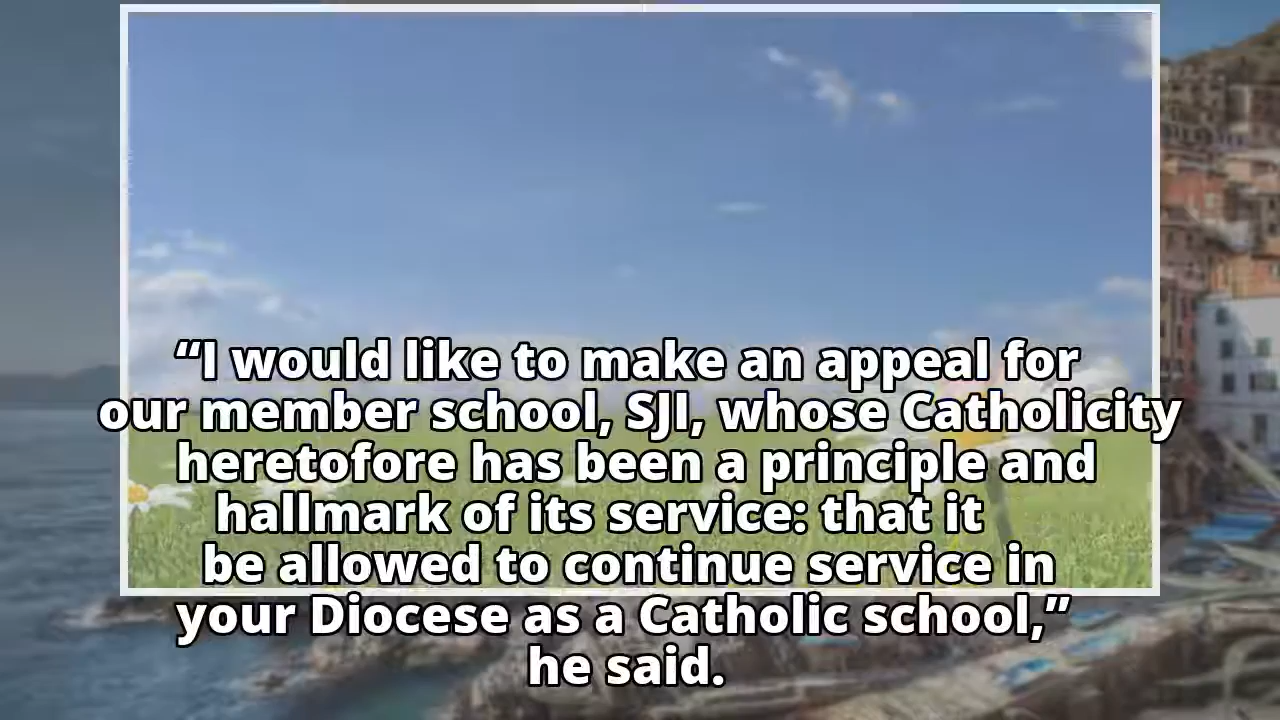 “I would like to make an appeal for
our member school, SJI, whose Catholicity
heretofore has been a principle and
hallmark of its service: that it
be allowed to continue service in
your Diocese as a Catholic school,”
he said.